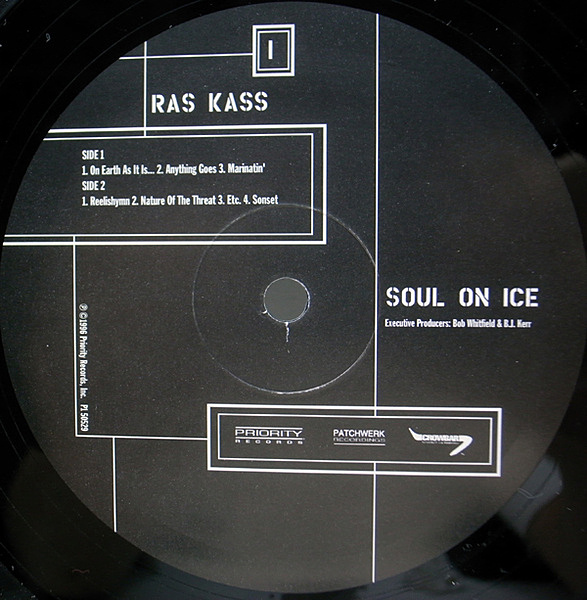 I
RAS KASS
SIDE 1
1. On Earth As It Is... 2. Anything Goes 3. Marinatin'
SIDE 2
1. Reelishymn 2. Nature Of The Threat 3. Etc. 4. Sonset
SOUL ON ICE
Executive Producers: Bob Whitfield & B.J. Kerr
℗ ©1996 Priority Records, Inc. PL 50529
PRIORITY
RECORDS
PATCHWERK
RECORDINGS
CROWBAR